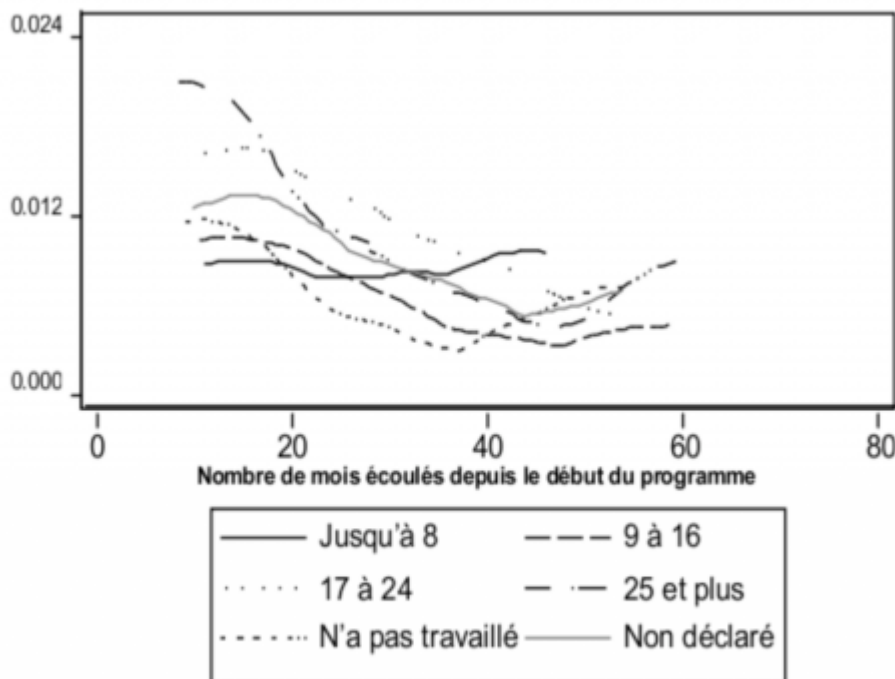 0.024
0.012
0.000
0 20 40 60 80
Nombre de mois écoulés depuis le début du programme
Jusqu'à 8 9 à 16
17 à 24 25 et plus
N'a pas travaillé Non déclaré